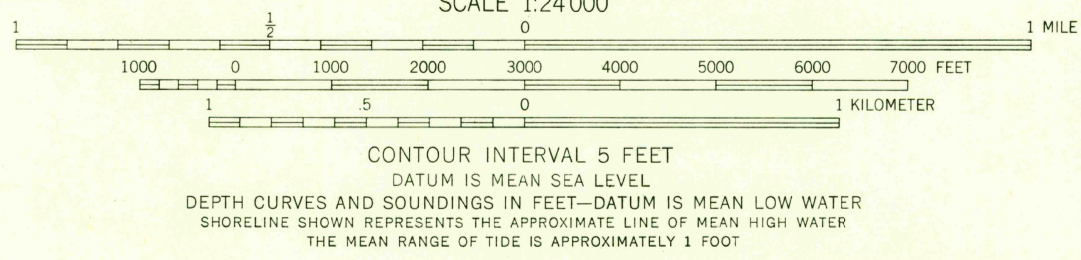 SCALE 1:24 000
1 1/2 0 1 MILE
1000 0 1000 2000 3000 4000 5000 6000 7000 FEET
1 .5 0 1 KILOMETER
CONTOUR INTERVAL 5 FEET
DATUM IS MEAN SEA LEVEL
DEPTH CURVES AND SOUNDINGS IN FEET—DATUM IS MEAN LOW WATER
SHORELINE SHOWN REPRESENTS THE APPROXIMATE LINE OF MEAN HIGH WATER
THE MEAN RANGE OF TIDE IS APPROXIMATELY 1 FOOT